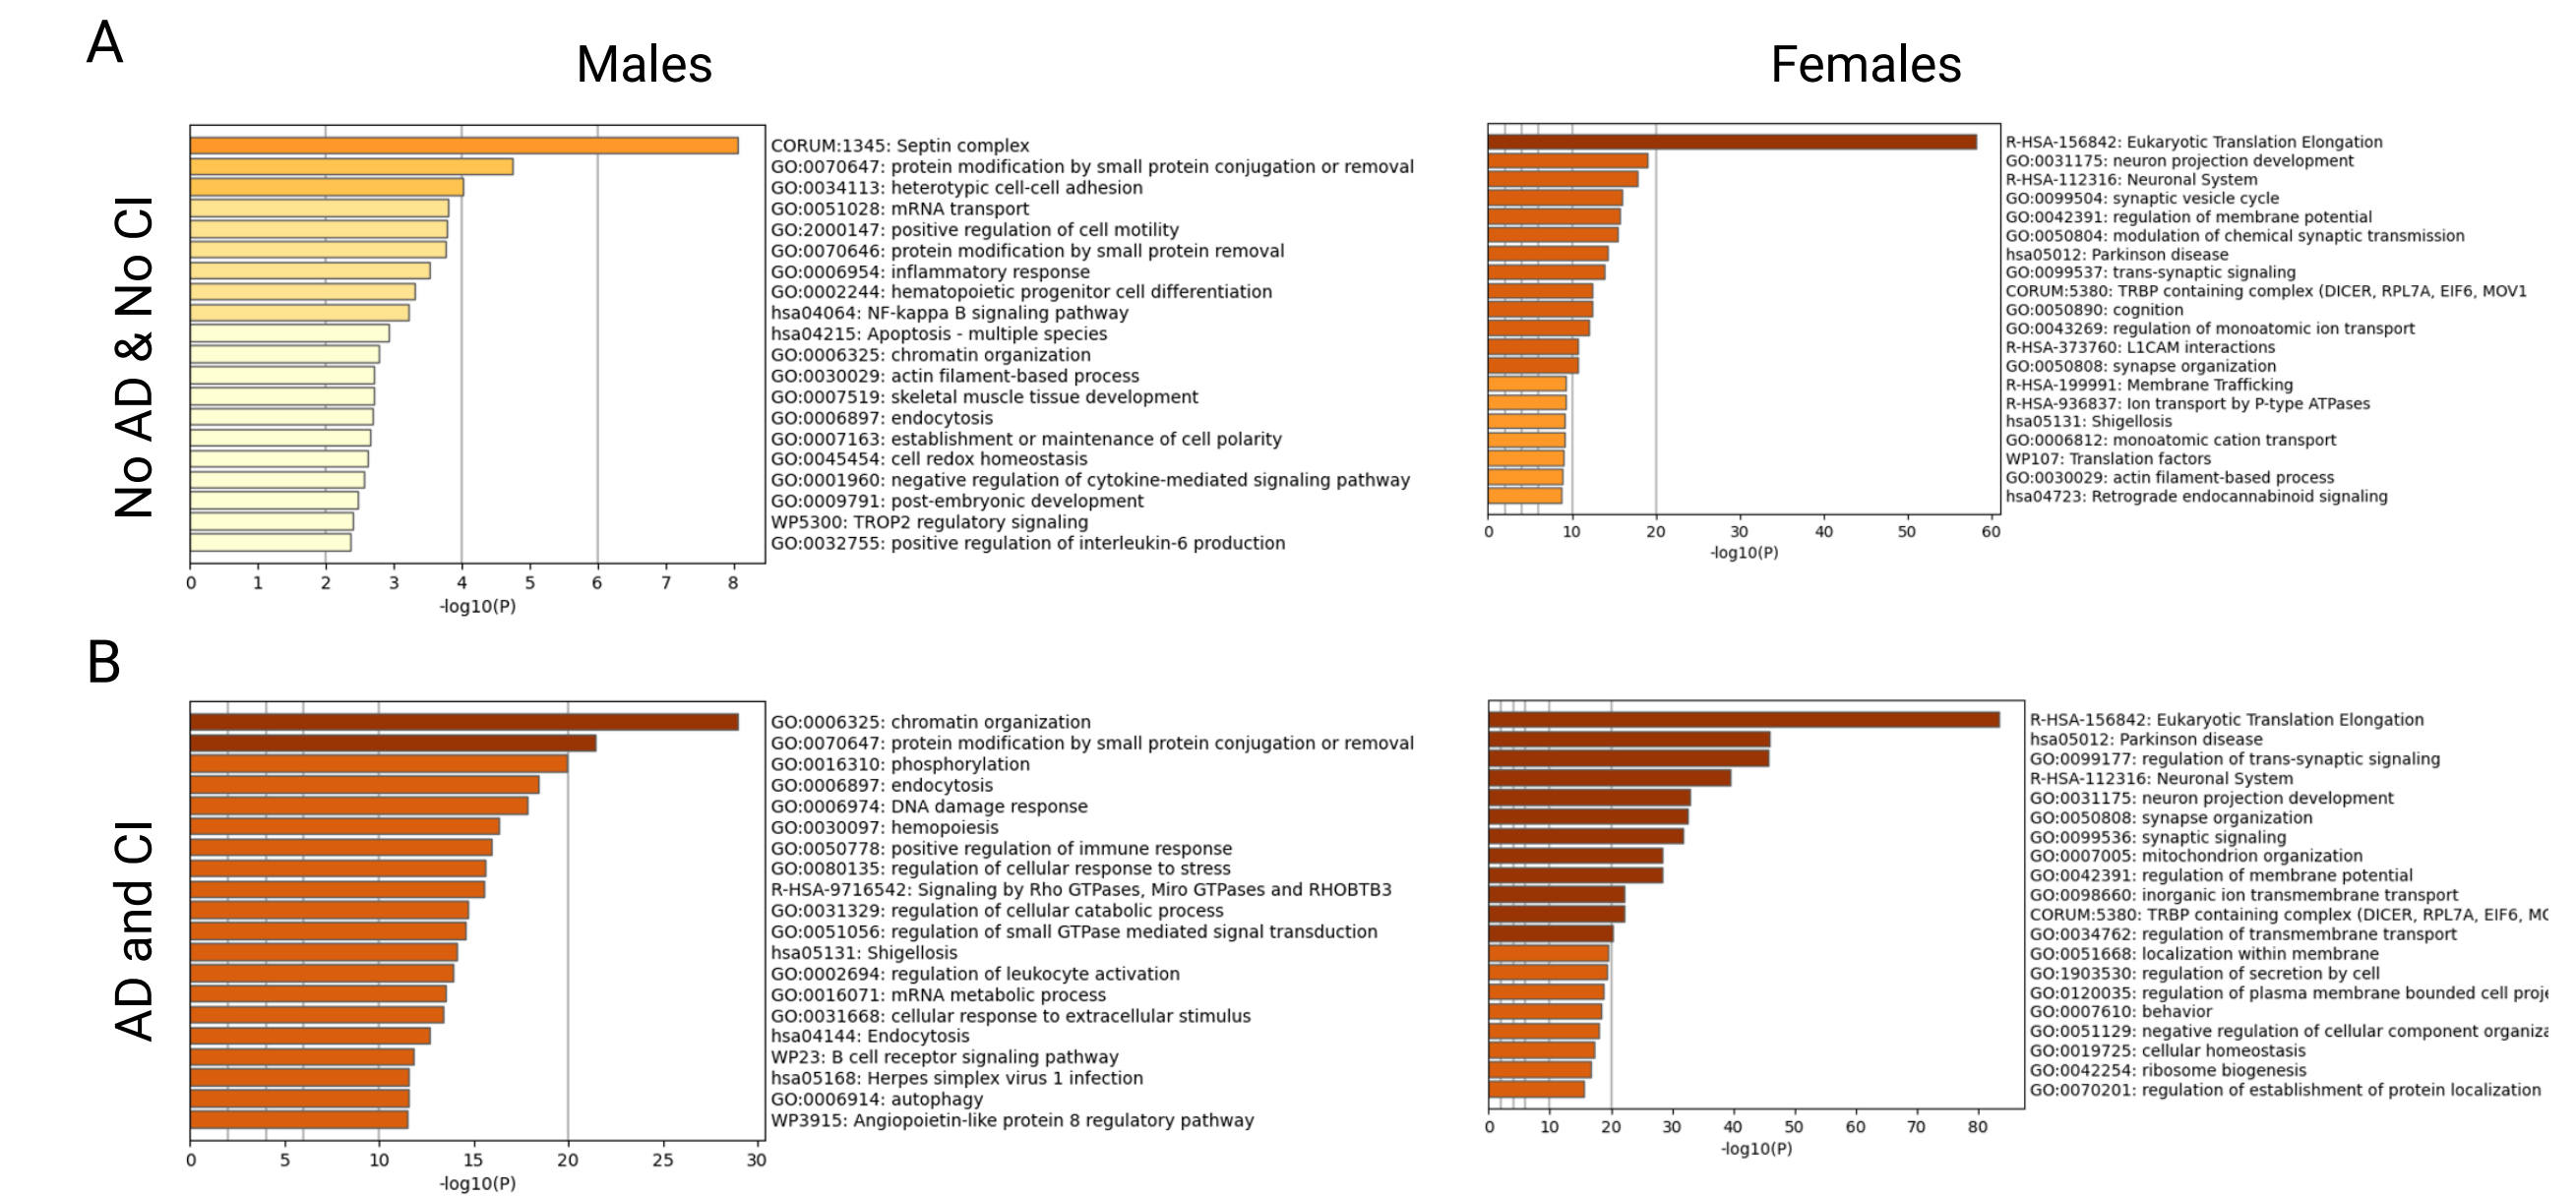 A
Males
Females
No AD & No CI
CORUM:1345: Septin complex
GO:0070647: protein modification by small protein conjugation or removal
GO:0034113: heterotypic cell-cell adhesion
GO:0051028: mRNA transport
GO:2000147: positive regulation of cell motility
GO:0070646: protein modification by small protein removal
GO:0006954: inflammatory response
GO:0002244: hematopoietic progenitor cell differentiation
hsa04064: NF-kappa B signaling pathway
hsa04215: Apoptosis - multiple species
GO:0006325: chromatin organization
GO:0030029: actin filament-based process
GO:0007519: skeletal muscle tissue development
GO:0006897: endocytosis
GO:0007163: establishment or maintenance of cell polarity
GO:0045454: cell redox homeostasis
GO:0001960: negative regulation of cytokine-mediated signaling pathway
GO:0009791: post-embryonic development
WP5300: TROP2 regulatory signaling
GO:0032755: positive regulation of interleukin-6 production
0 1 2 3 4 5 6 7 8
-log10(P)
R-HSA-156842: Eukaryotic Translation Elongation
GO:0031175: neuron projection development
R-HSA-112316: Neuronal System
GO:0099504: synaptic vesicle cycle
GO:0042391: regulation of membrane potential
GO:0050804: modulation of chemical synaptic transmission
hsa05012: Parkinson disease
GO:0099537: trans-synaptic signaling
CORUM:5380: TRBP containing complex (DICER, RPL7A, EIF6, MOV1
GO:0050890: cognition
GO:0043269: regulation of monoatomic ion transport
R-HSA-373760: L1CAM interactions
GO:0050808: synapse organization
R-HSA-199991: Membrane Trafficking
R-HSA-936837: Ion transport by P-type ATPases
hsa05131: Shigellosis
GO:0006812: monoatomic cation transport
WP107: Translation factors
GO:0030029: actin filament-based process
hsa04723: Retrograde endocannabinoid signaling
0 10 20 30 40 50 60
-log10(P)
B
AD and CI
GO:0006325: chromatin organization
GO:0070647: protein modification by small protein conjugation or removal
GO:0016310: phosphorylation
GO:0006897: endocytosis
GO:0006974: DNA damage response
GO:0030097: hemopoiesis
GO:0050778: positive regulation of immune response
GO:0080135: regulation of cellular response to stress
R-HSA-9716542: Signaling by Rho GTPases, Miro GTPases and RHOBTB3
GO:0031329: regulation of cellular catabolic process
GO:0051056: regulation of small GTPase mediated signal transduction
hsa05131: Shigellosis
GO:0002694: regulation of leukocyte activation
GO:0016071: mRNA metabolic process
GO:0031668: cellular response to extracellular stimulus
hsa04144: Endocytosis
WP23: B cell receptor signaling pathway
hsa05168: Herpes simplex virus 1 infection
GO:0006914: autophagy
WP3915: Angiopoietin-like protein 8 regulatory pathway
0 5 10 15 20 25 30
-log10(P)
R-HSA-156842: Eukaryotic Translation Elongation
hsa05012: Parkinson disease
GO:0099177: regulation of trans-synaptic signaling
R-HSA-112316: Neuronal System
GO:0031175: neuron projection development
GO:0050808: synapse organization
GO:0099536: synaptic signaling
GO:0007005: mitochondrion organization
GO:0042391: regulation of membrane potential
GO:0098660: inorganic ion transmembrane transport
CORUM:5380: TRBP containing complex (DICER, RPL7A, EIF6, MO
GO:0034762: regulation of transmembrane transport
GO:0051668: localization within membrane
GO:1903530: regulation of secretion by cell
GO:0120035: regulation of plasma membrane bounded cell proje
GO:0007610: behavior
GO:0051129: negative regulation of cellular component organiza
GO:0019725: cellular homeostasis
GO:0042254: ribosome biogenesis
GO:0070201: regulation of establishment of protein localization
0 10 20 30 40 50 60 70 80
-log10(P)